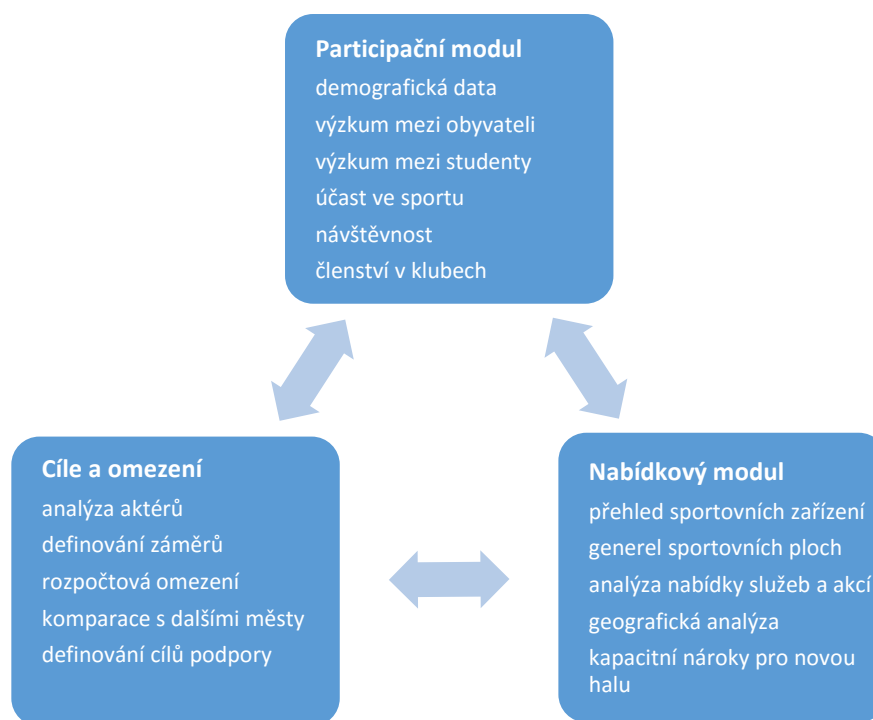 Participační modul
demografická data
výzkum mezi obyvateli
výzkum mezi studenty
účast ve sportu
návštěvnost
členství v klubech
Cíle a omezení
analýza aktérů
definování záměrů
rozpočtová omezení
komparace s dalšími městy
definování cílů podpory
Nabídkový modul
přehled sportovních zařízení
generel sportovních ploch
analýza nabídky služeb a akcí
geografická analýza
kapacitní nároky pro novou
halu